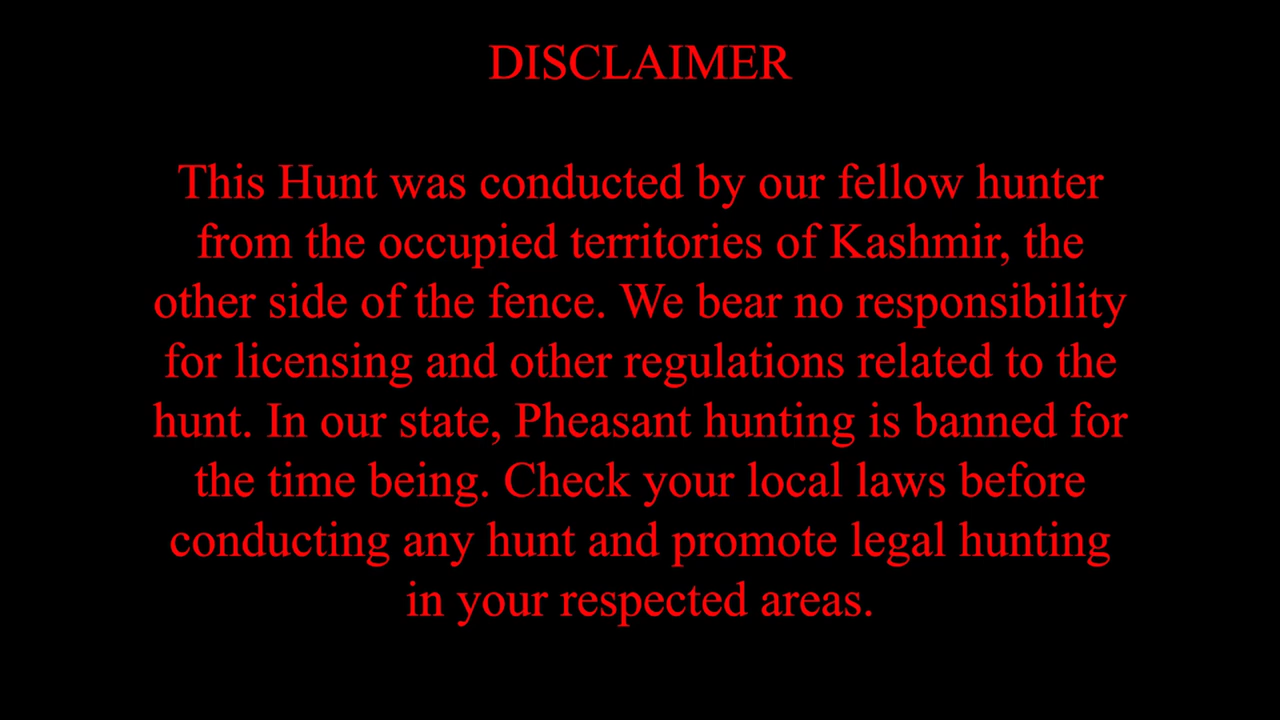 DISCLAIMER
This Hunt was conducted by our fellow hunter
from the occupied territories of Kashmir, the
other side of the fence. We bear no responsibility
for licensing and other regulations related to the
hunt. In our state, Pheasant hunting is banned for
the time being. Check your local laws before
conducting any hunt and promote legal hunting
in your respected areas.